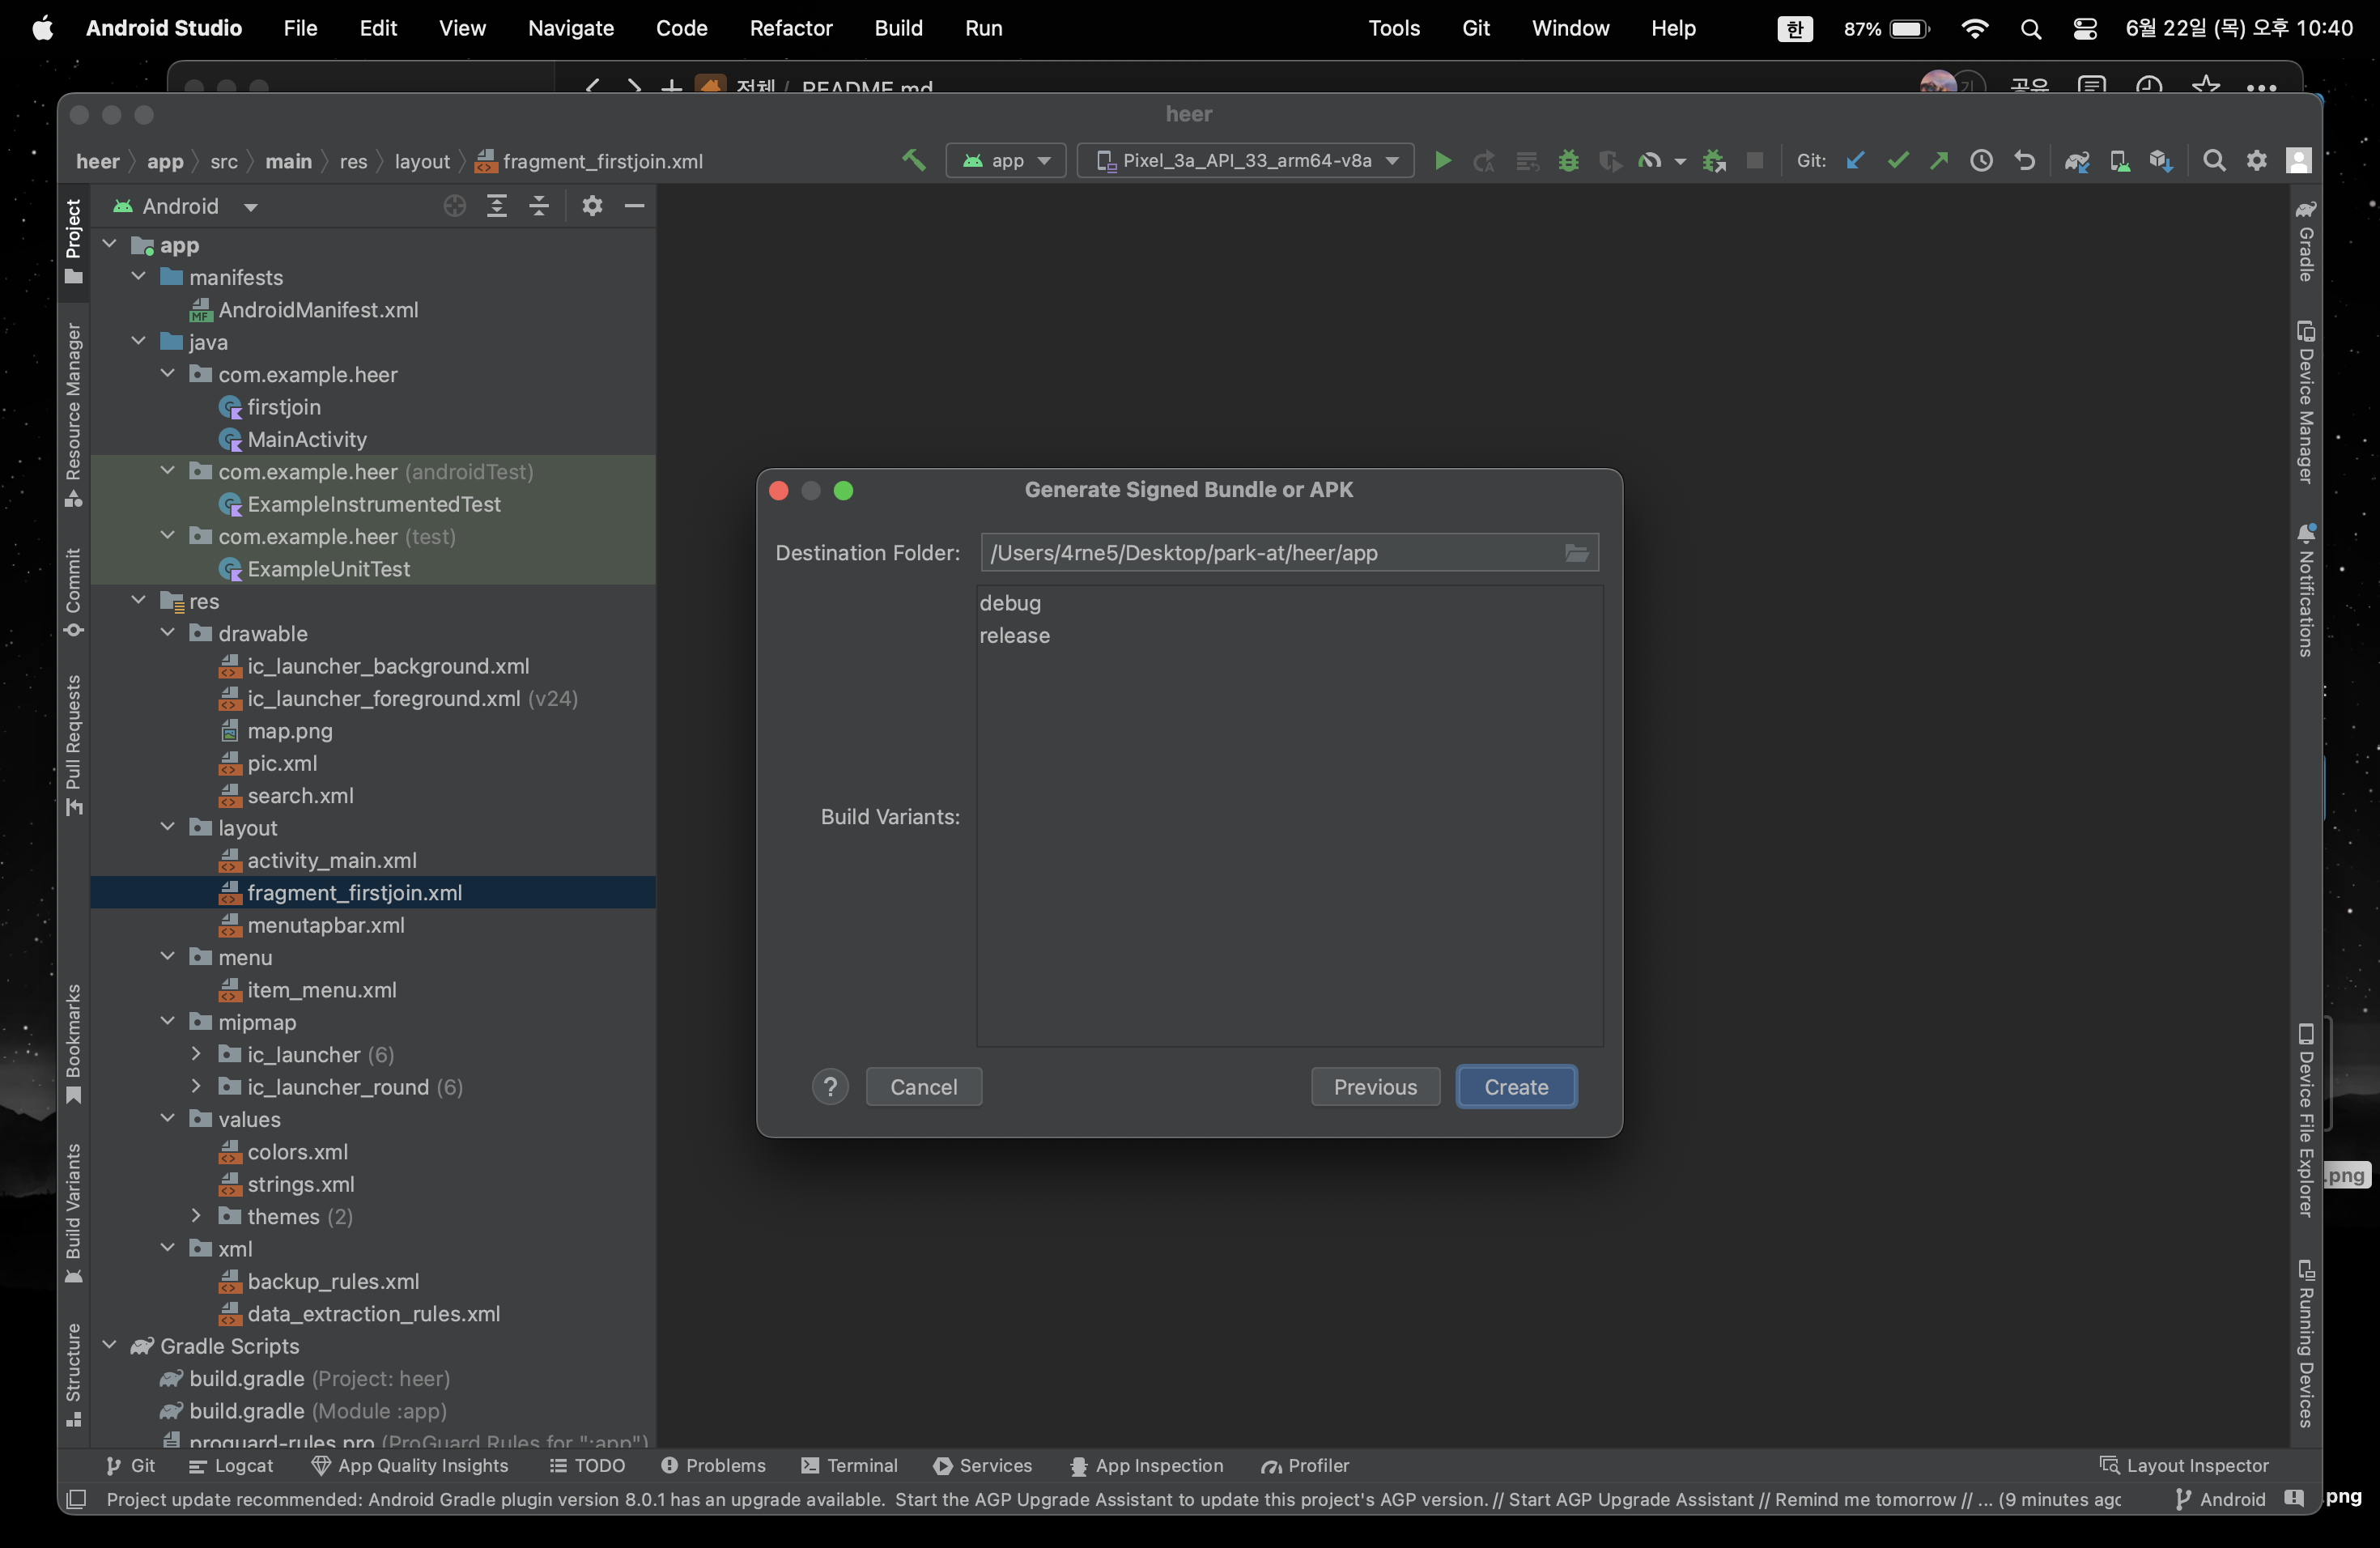 Android Studio File Edit View Navigate Code Refactor Build Run Tools Git Window Help 한 87% 6월 22일 (목) 오후 10:40
전체 / README.md 공유
heer
heer app src main res layout fragment_firstjoin.xml app Pixel_3a_API_33_arm64-v8a Git:
Android
app
manifests
AndroidManifest.xml
java
com.example.heer
firstjoin
MainActivity
com.example.heer (androidTest)
ExampleInstrumentedTest
com.example.heer (test)
ExampleUnitTest
res
drawable
ic_launcher_background.xml
ic_launcher_foreground.xml (v24)
map.png
pic.xml
search.xml
layout
activity_main.xml
fragment_firstjoin.xml
menutapbar.xml
menu
item_menu.xml
mipmap
ic_launcher (6)
ic_launcher_round (6)
values
colors.xml
strings.xml
themes (2)
xml
backup_rules.xml
data_extraction_rules.xml
Gradle Scripts
build.gradle (Project: heer)
build.gradle (Module :app)
proguard-rules.pro (ProGuard Rules for ":app")
Project
Resource Manager
Commit
Pull Requests
Bookmarks
Build Variants
Structure
Generate Signed Bundle or APK
Destination Folder: /Users/4rne5/Desktop/park-at/heer/app
debug
release
Build Variants:
? Cancel Previous Create
Gradle
Device Manager
Notifications
Device File Explorer
Running Devices
.png
Git Logcat App Quality Insights TODO Problems Terminal Services App Inspection Profiler Layout Inspector
Project update recommended: Android Gradle plugin version 8.0.1 has an upgrade available. Start the AGP Upgrade Assistant to update this project's AGP version. // Start AGP Upgrade Assistant // Remind me tomorrow // ... (9 minutes ago Android
.png